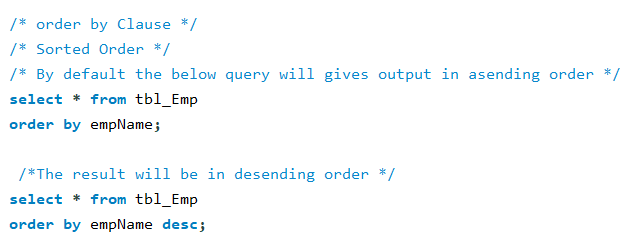 /* order by Clause */
/* Sorted Order */
/* By default the below query will gives output in asending order */
select * from tbl_Emp
order by empName;
/*The result will be in desending order */
select * from tbl_Emp
order by empName desc;